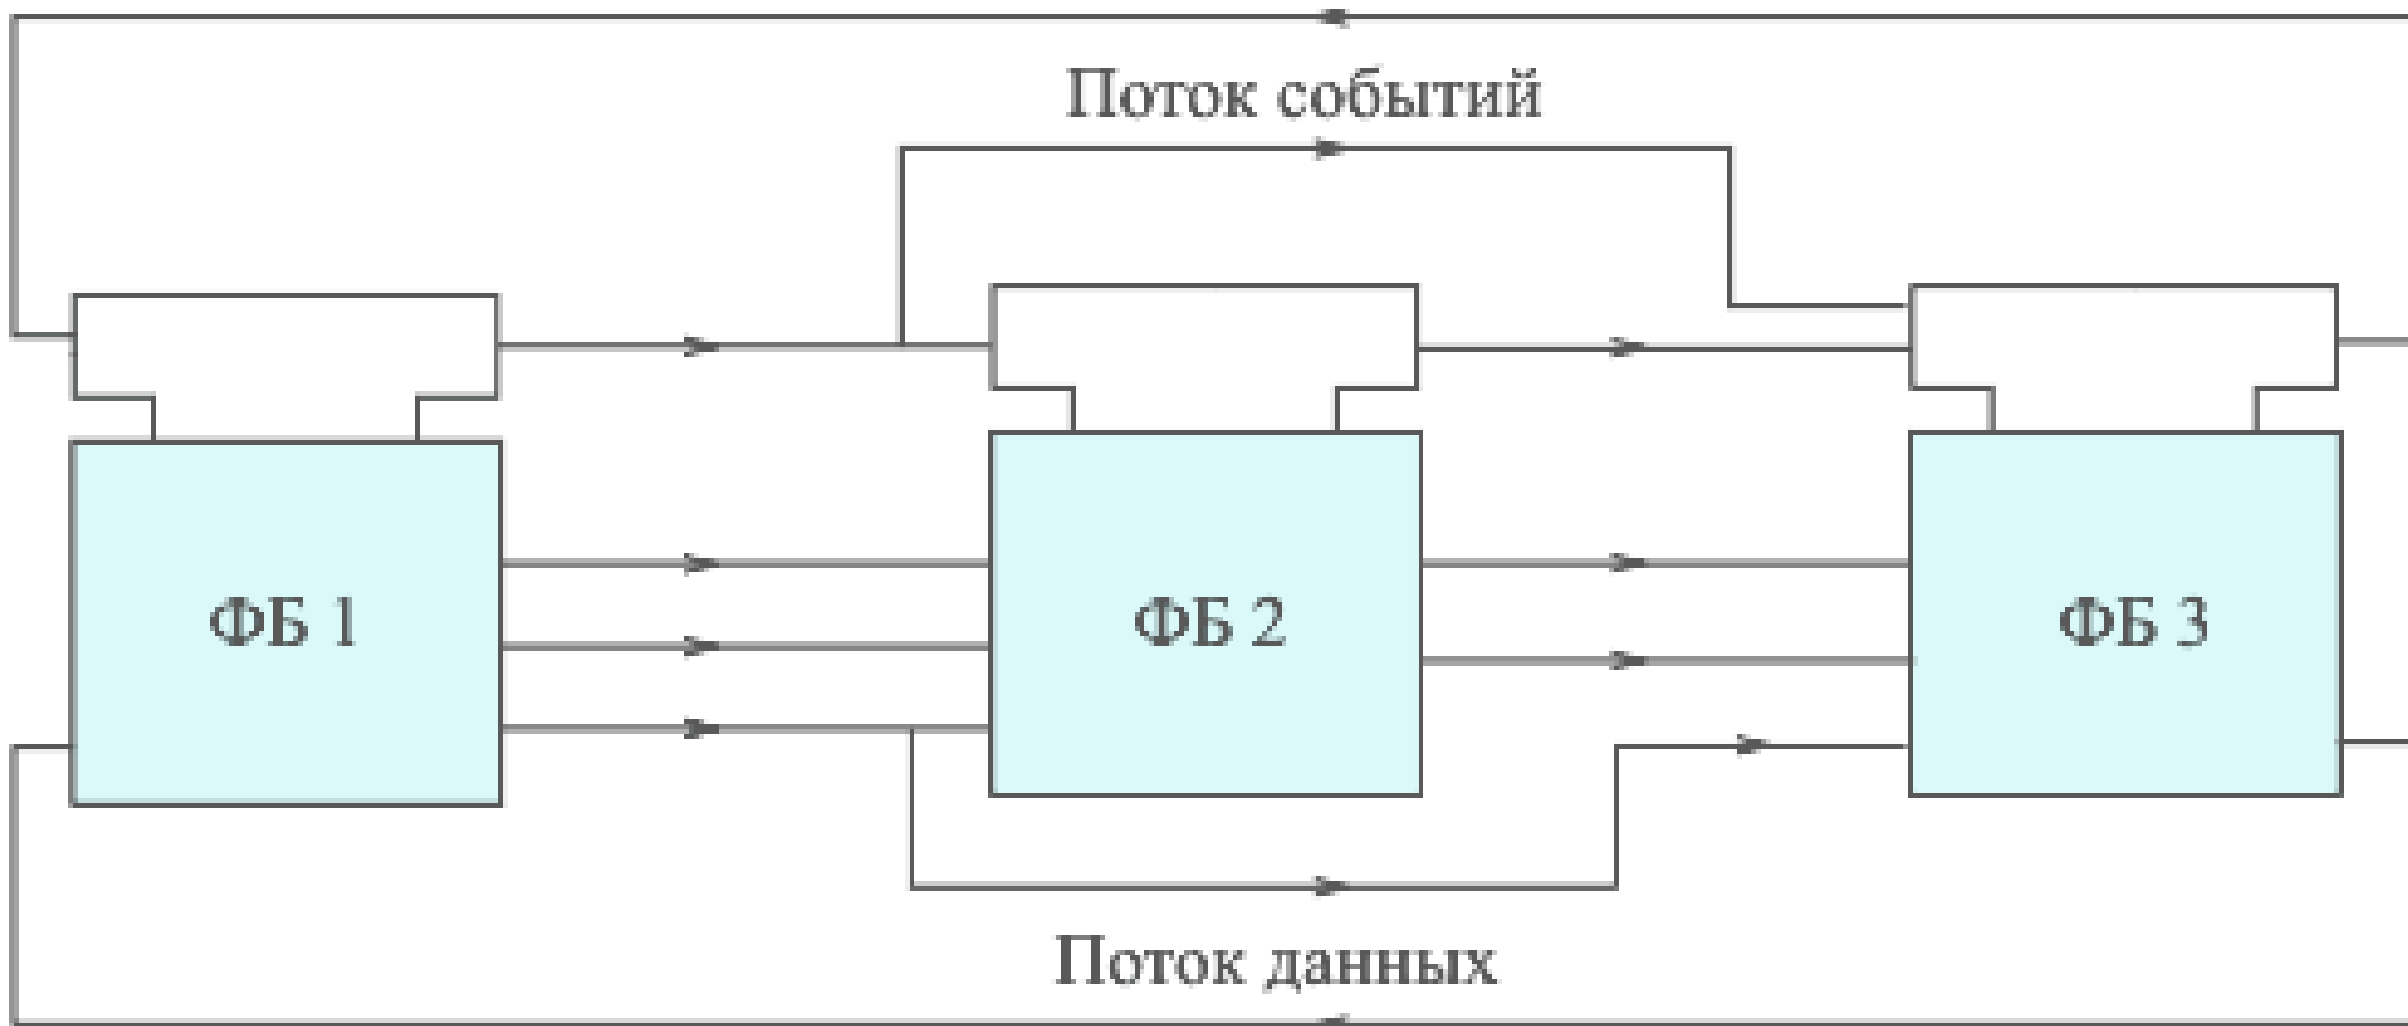 Поток событий
ФБ 1
ФБ 2
ФБ 3
Поток данных